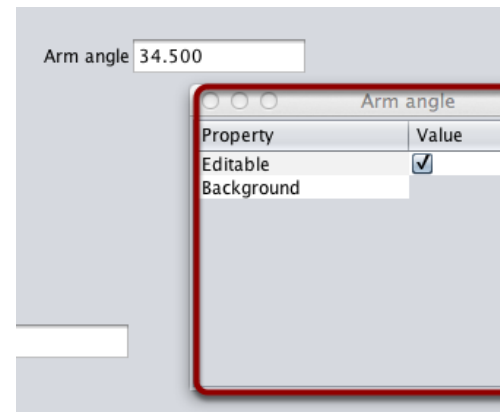 Arm angle 34.500
Arm angle
Property Value
Editable
Background